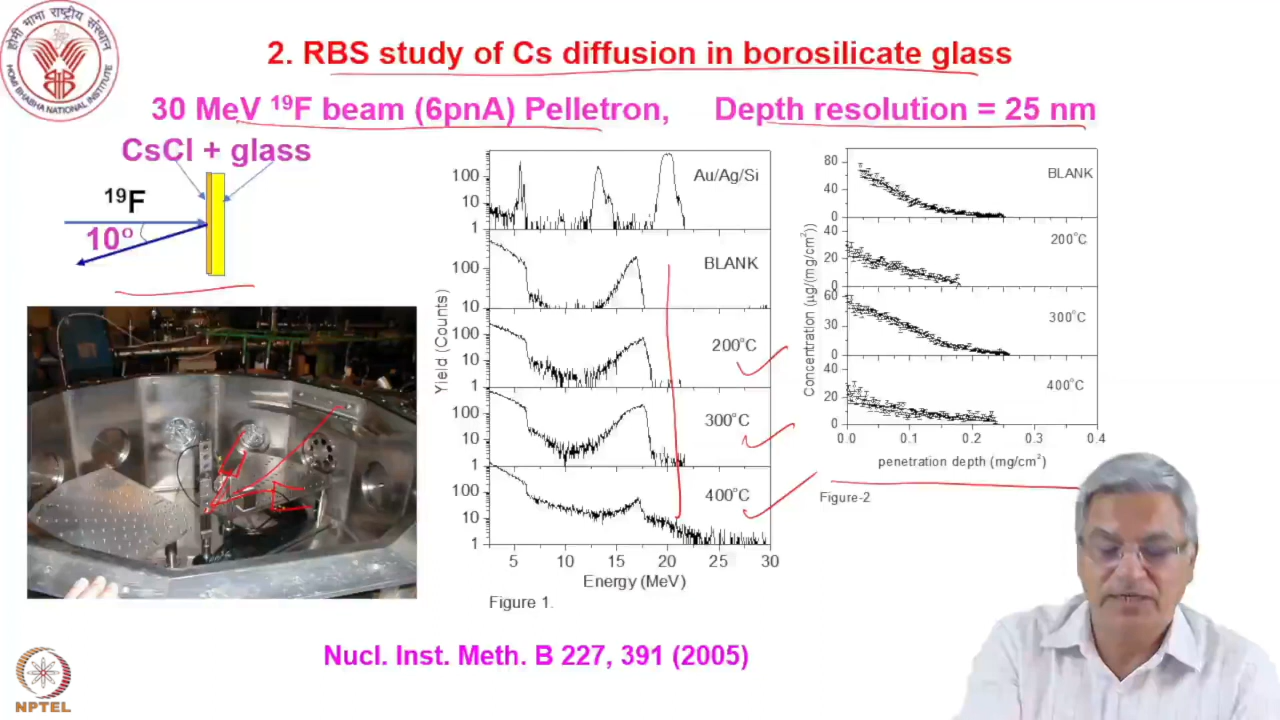 होमी भाभा राष्ट्रीय संस्थान
HOMI BHABHA NATIONAL INSTITUTE
2. RBS study of Cs diffusion in borosilicate glass
30 MeV ¹⁹F beam (6pnA) Pelletron, Depth resolution = 25 nm
CsCl + glass
¹⁹F
10°
Yield (Counts)
100
10
1
Au/Ag/Si
100
10
BLANK
100
10
1
200°C
100
10
1
300°C
100
10
1
400°C
5 10 15 20 25 30
Energy (MeV)
Figure 1.
Concentration (μg/(mg/cm²))
80
40
0
BLANK
40
20
0
200°C
60
30
0
300°C
40
20
0
400°C
0.0 0.1 0.2 0.3 0.4
penetration depth (mg/cm²)
Figure-2
Nucl. Inst. Meth. B 227, 391 (2005)
NPTEL